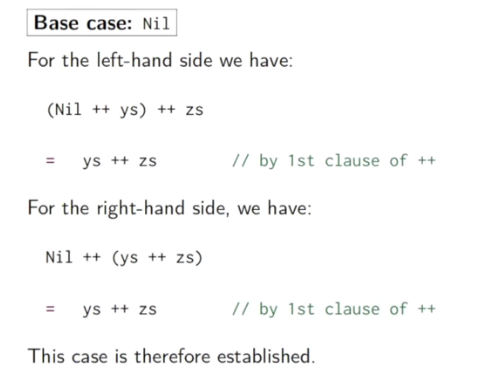 Base case: Nil
For the left-hand side we have:
(Nil ++ ys) ++ zs
= ys ++ zs // by 1st clause of ++
For the right-hand side, we have:
Nil ++ (ys ++ zs)
= ys ++ zs // by 1st clause of ++
This case is therefore established.